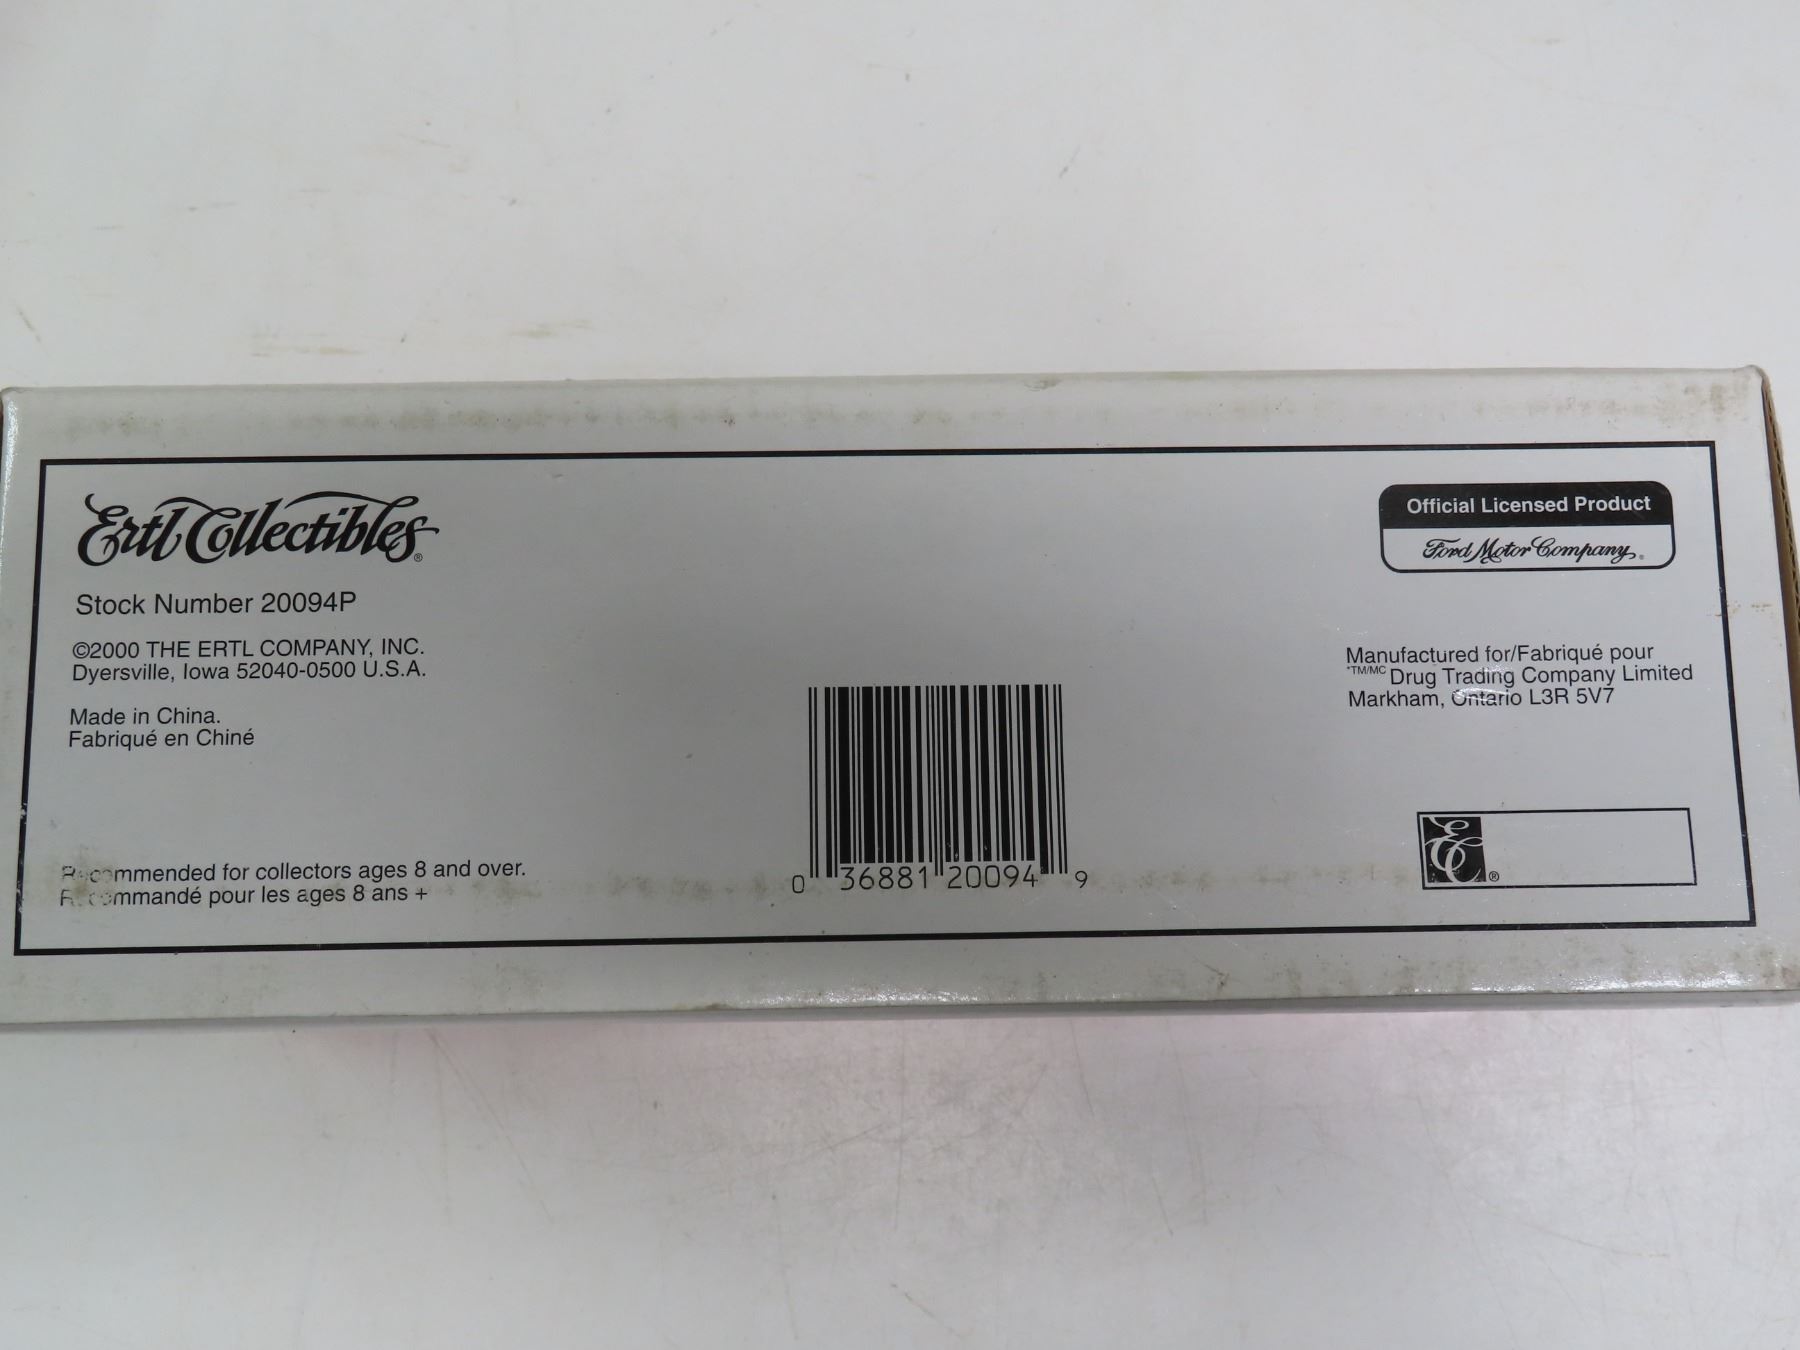 Ertl Collectibles®
Stock Number 20094P
©2000 THE ERTL COMPANY, INC.
Dyersville, Iowa 52040-0500 U.S.A.
Made in China.
Fabriqué en Chiné
Recommended for collectors ages 8 and over.
Recommandé pour les ages 8 ans +
0 36881 20094 9
Official Licensed Product
Ford Motor Company®
Manufactured for/Fabriqué pour
*TM/MC Drug Trading Company Limited
Markham, Ontario L3R 5V7
EC®